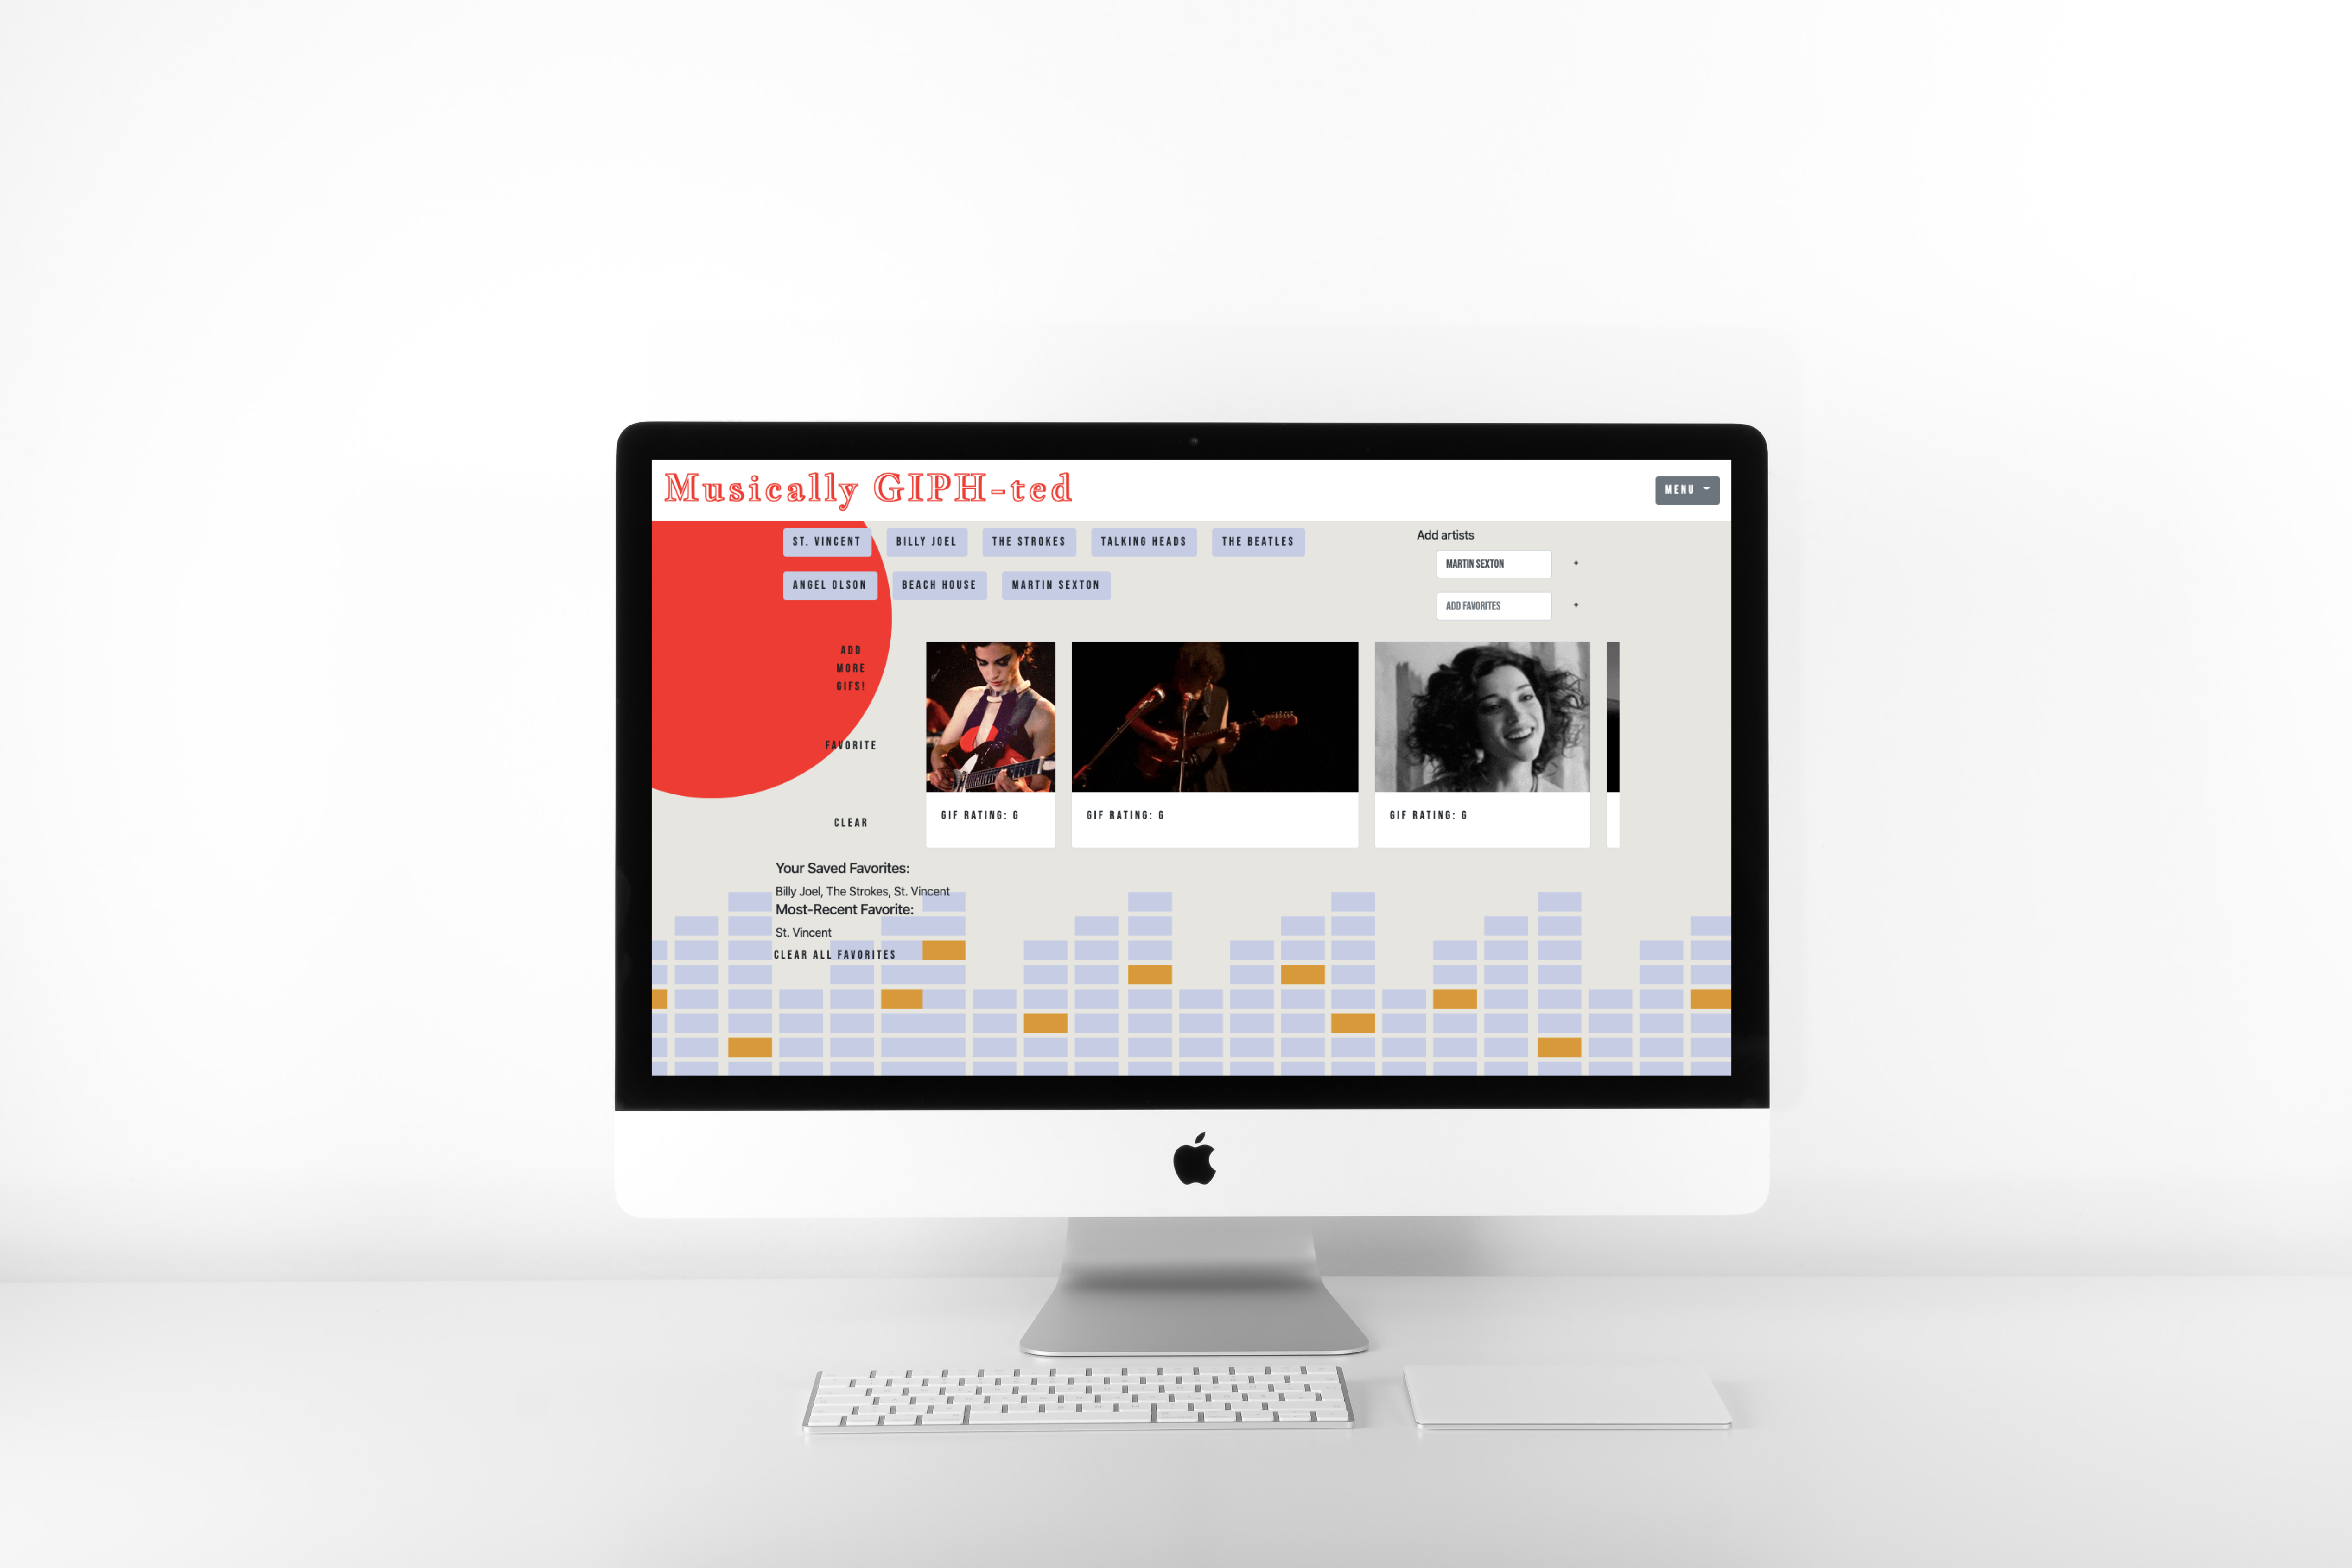 Musically GIPH-ted
MENU
ST. VINCENT BILLY JOEL THE STROKES TALKING HEADS THE BEATLES
ANGEL OLSON BEACH HOUSE MARTIN SEXTON
Add artists
MARTIN SEXTON +
ADD FAVORITES +
ADD
MORE
GIFS!
FAVORITE
CLEAR
GIF RATING: G
GIF RATING: G
GIF RATING: G
Your Saved Favorites:
Billy Joel, The Strokes, St. Vincent
Most-Recent Favorite:
St. Vincent
CLEAR ALL FAVORITES